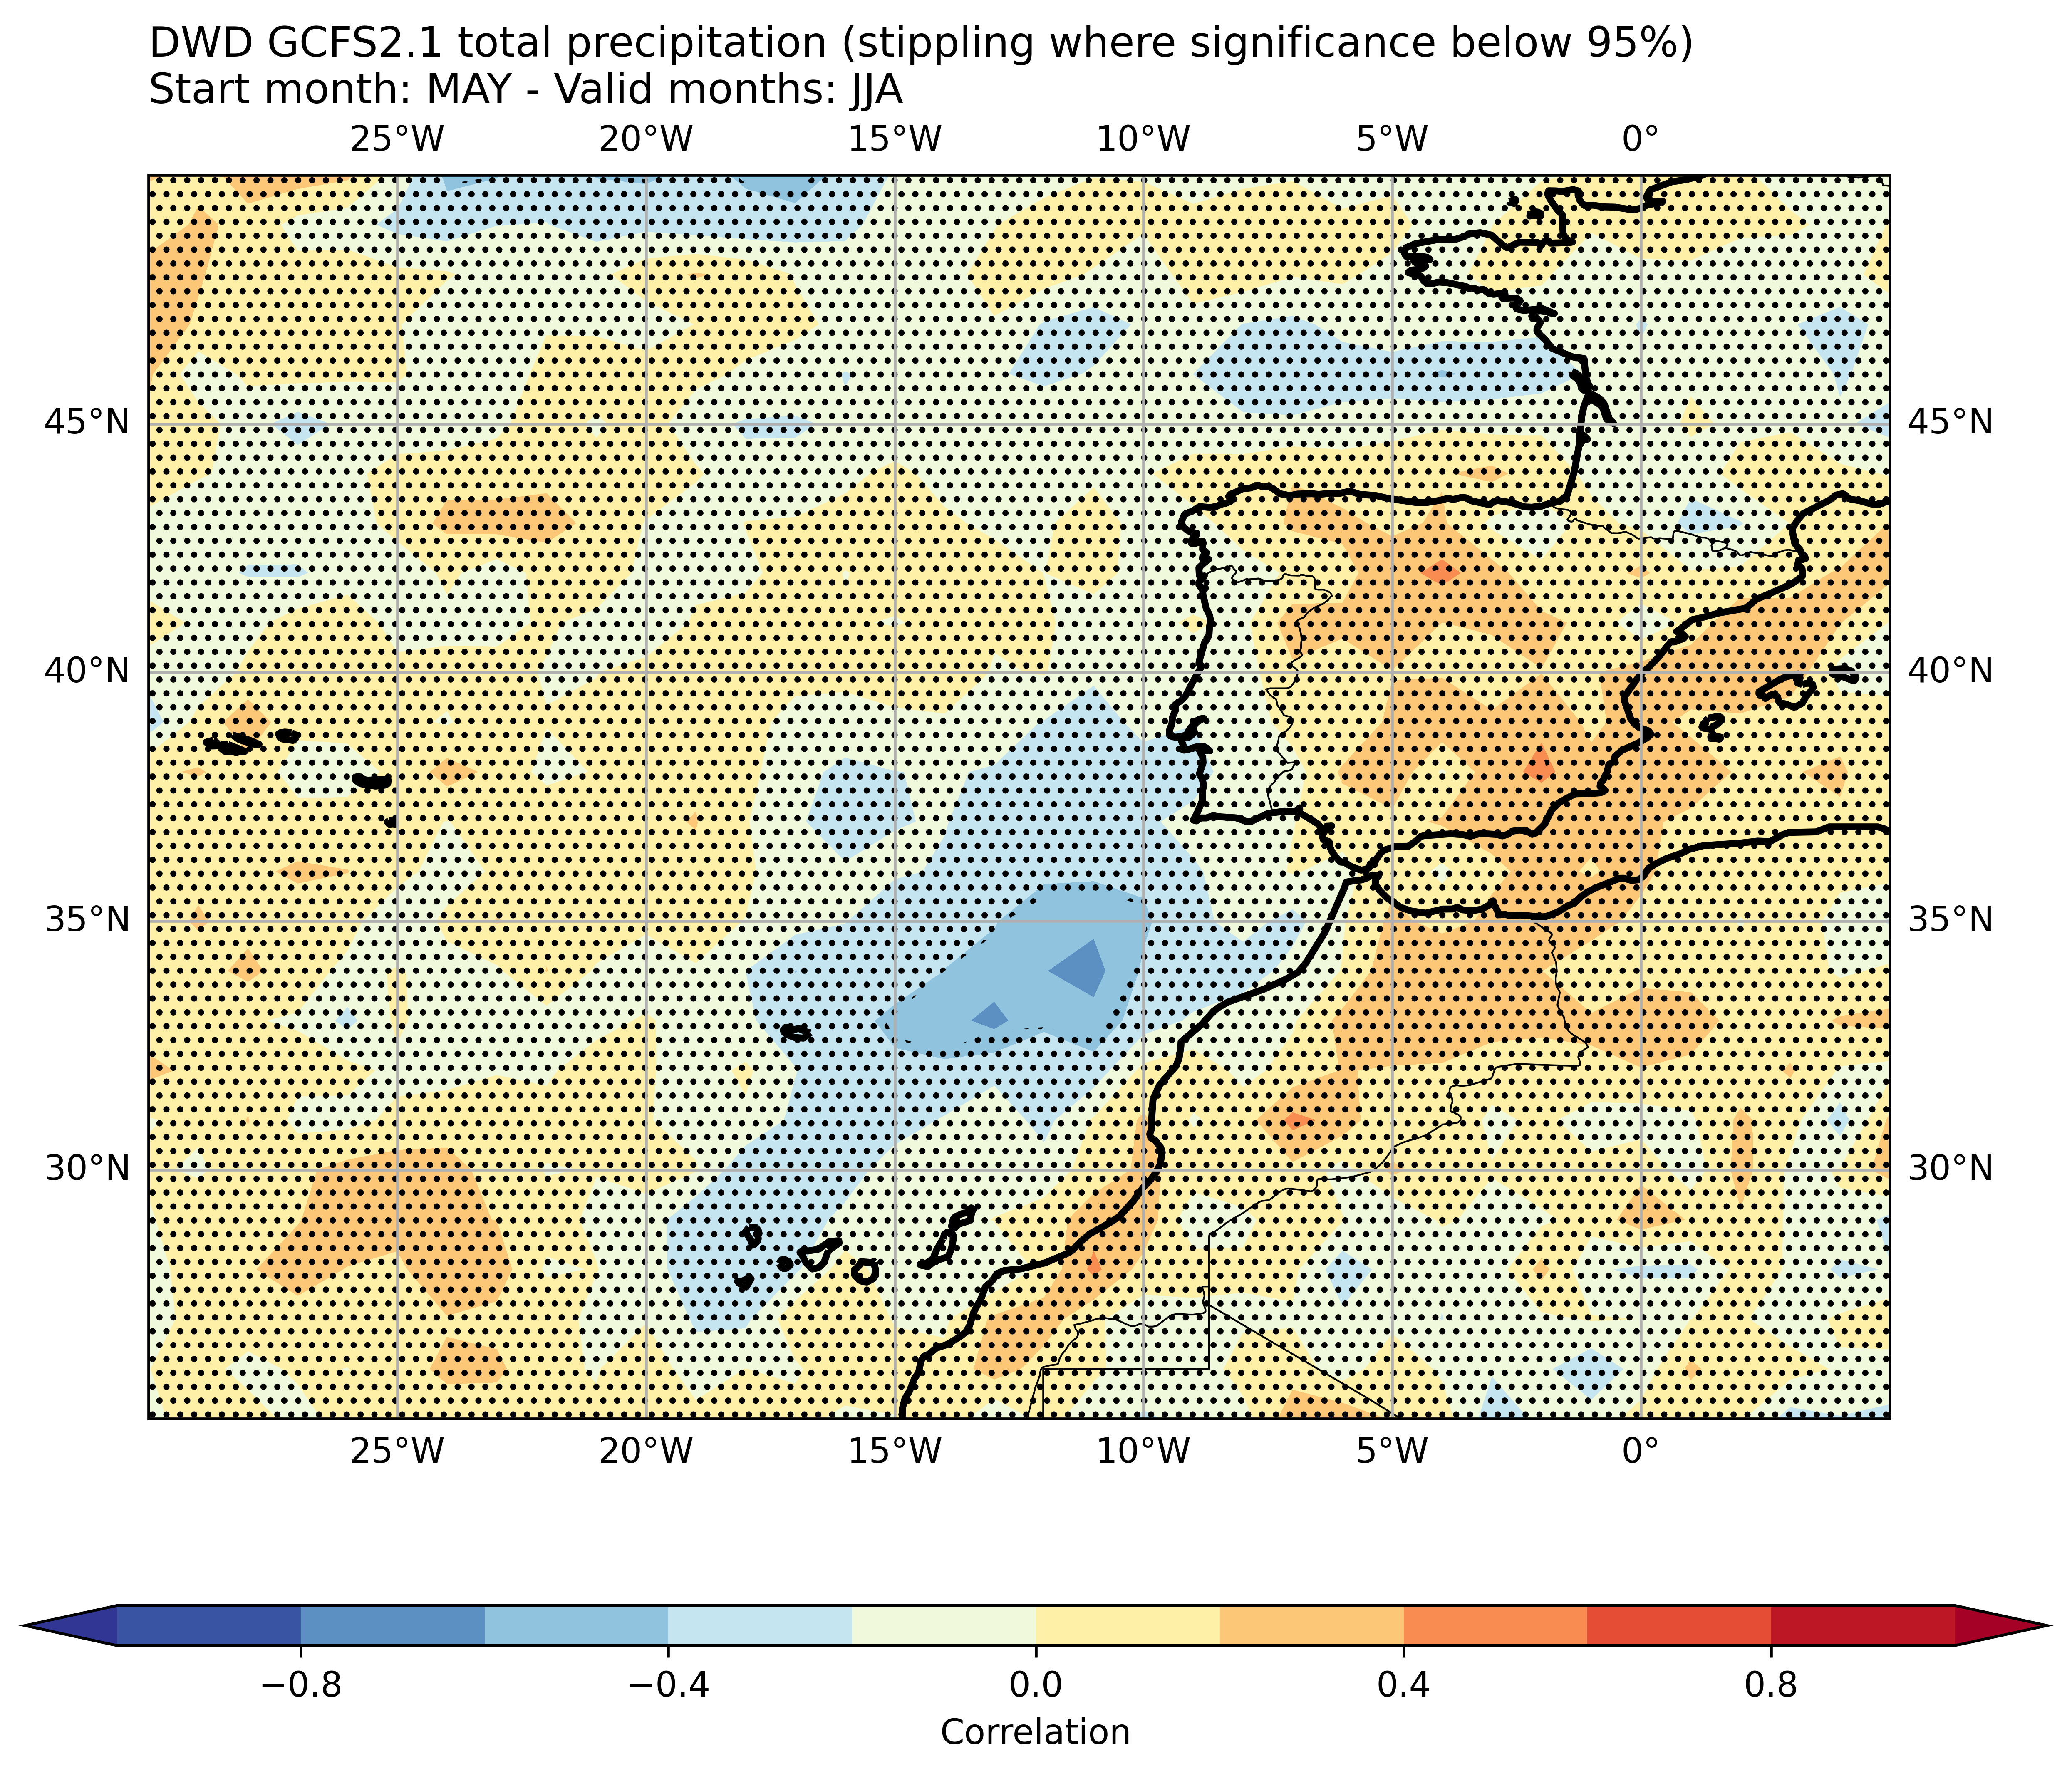 DWD GCFS2.1 total precipitation (stippling where significance below 95%)
Start month: MAY - Valid months: JJA
25°W 20°W 15°W 10°W 5°W 0°
45°N 45°N
40°N 40°N
35°N 35°N
30°N 30°N
25°W 20°W 15°W 10°W 5°W 0°
−0.8 −0.4 0.0 0.4 0.8
Correlation